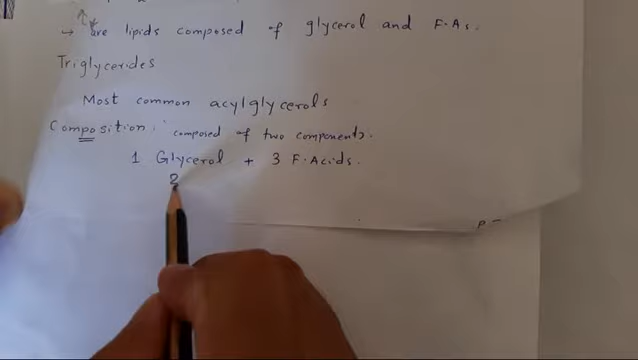 → are lipids composed of glycerol and F.As.
Triglycerides
Most common acylglycerols
Composition: composed of two components.
1 Glycerol + 3 F.Acids.
2